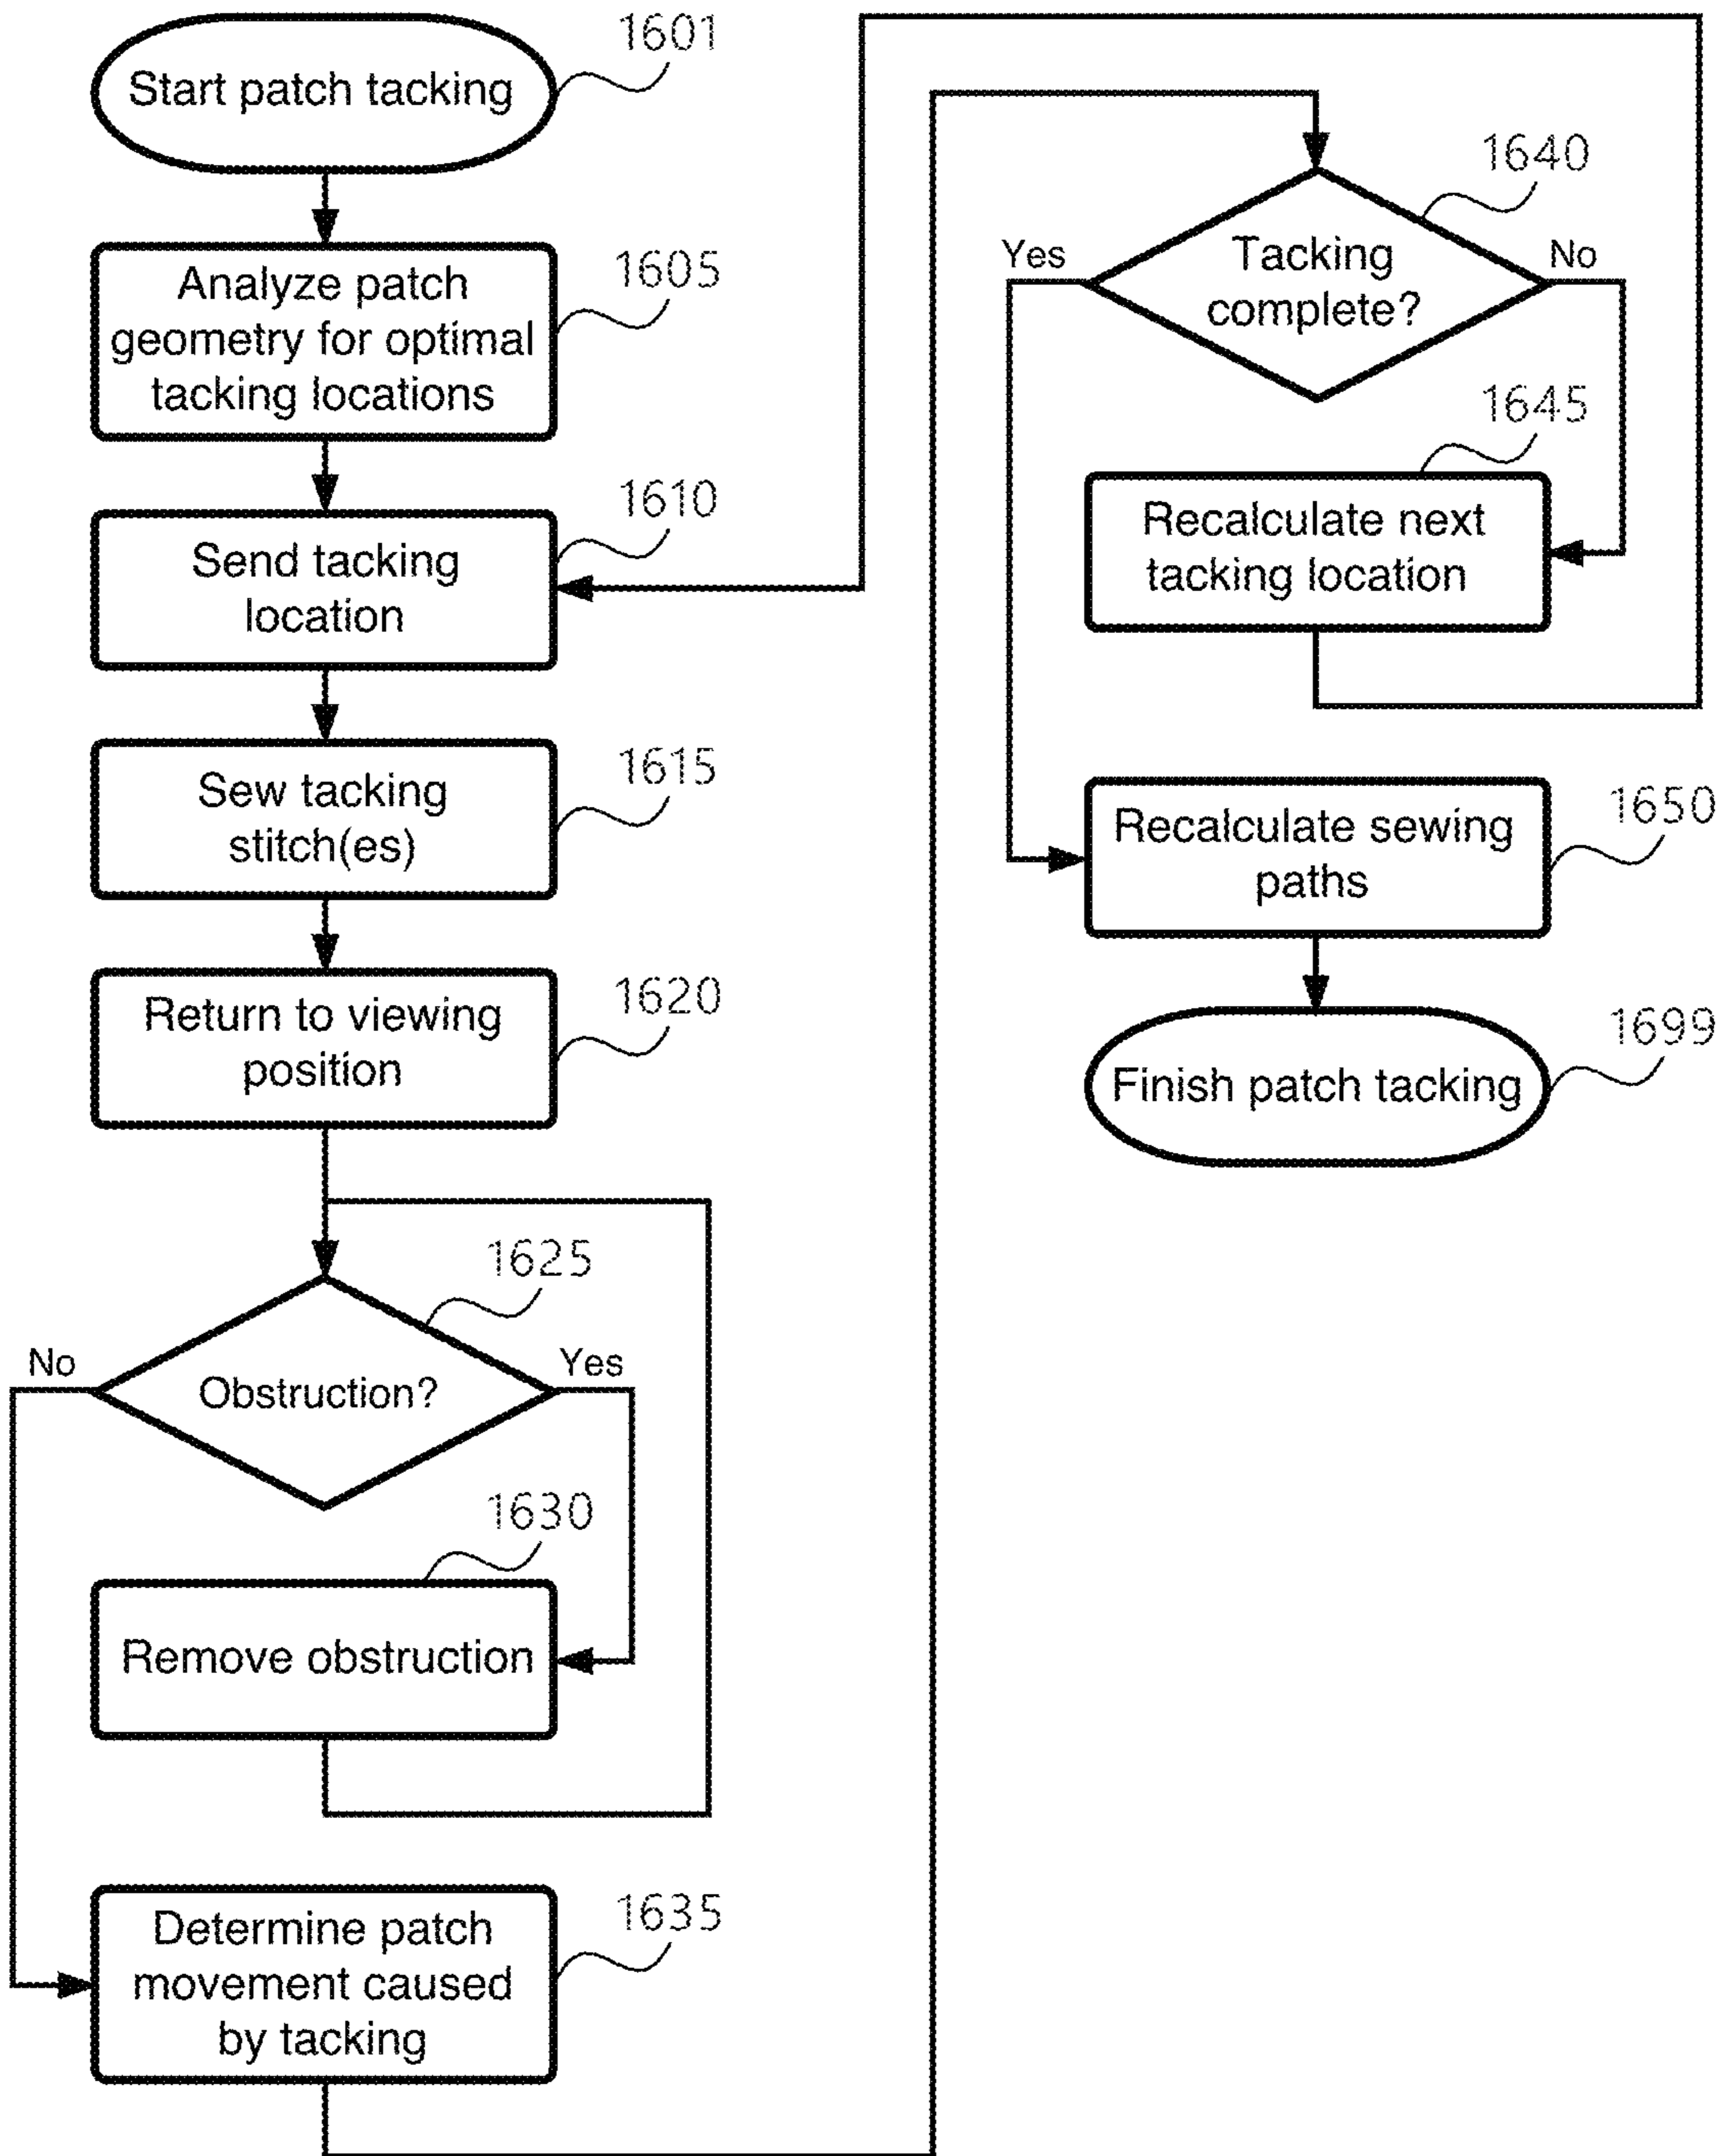 Start patch tacking
1601
Analyze patch
geometry for optimal
tacking locations
1605
Send tacking
location
1610
Sew tacking
stitch(es)
1615
Return to viewing
position
1620
Obstruction?
1625
No
Yes
Remove obstruction
1630
Determine patch
movement caused
by tacking
1635
Tacking
complete?
1640
Yes
No
Recalculate next
tacking location
1645
Recalculate sewing
paths
1650
Finish patch tacking
1699